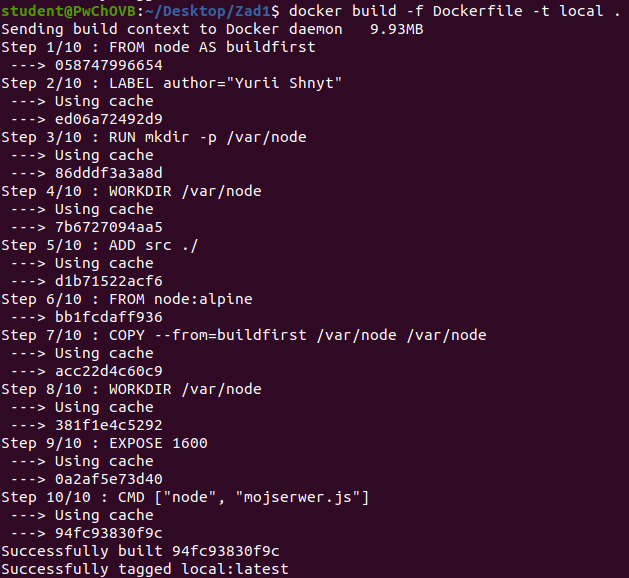 student@PwChOVB:~/Desktop/Zad1$ docker build -f Dockerfile -t local .
Sending build context to Docker daemon   9.93MB
Step 1/10 : FROM node AS buildfirst
 ---> 058747996654
Step 2/10 : LABEL author="Yurii Shnyt"
 ---> Using cache
 ---> ed06a72492d9
Step 3/10 : RUN mkdir -p /var/node
 ---> Using cache
 ---> 86dddf3a3a8d
Step 4/10 : WORKDIR /var/node
 ---> Using cache
 ---> 7b6727094aa5
Step 5/10 : ADD src ./
 ---> Using cache
 ---> d1b71522acf6
Step 6/10 : FROM node:alpine
 ---> bb1fcdaff936
Step 7/10 : COPY --from=buildfirst /var/node /var/node
 ---> Using cache
 ---> acc22d4c60c9
Step 8/10 : WORKDIR /var/node
 ---> Using cache
 ---> 381f1e4c5292
Step 9/10 : EXPOSE 1600
 ---> Using cache
 ---> 0a2af5e73d40
Step 10/10 : CMD ["node", "mojserwer.js"]
 ---> Using cache
 ---> 94fc93830f9c
Successfully built 94fc93830f9c
Successfully tagged local:latest